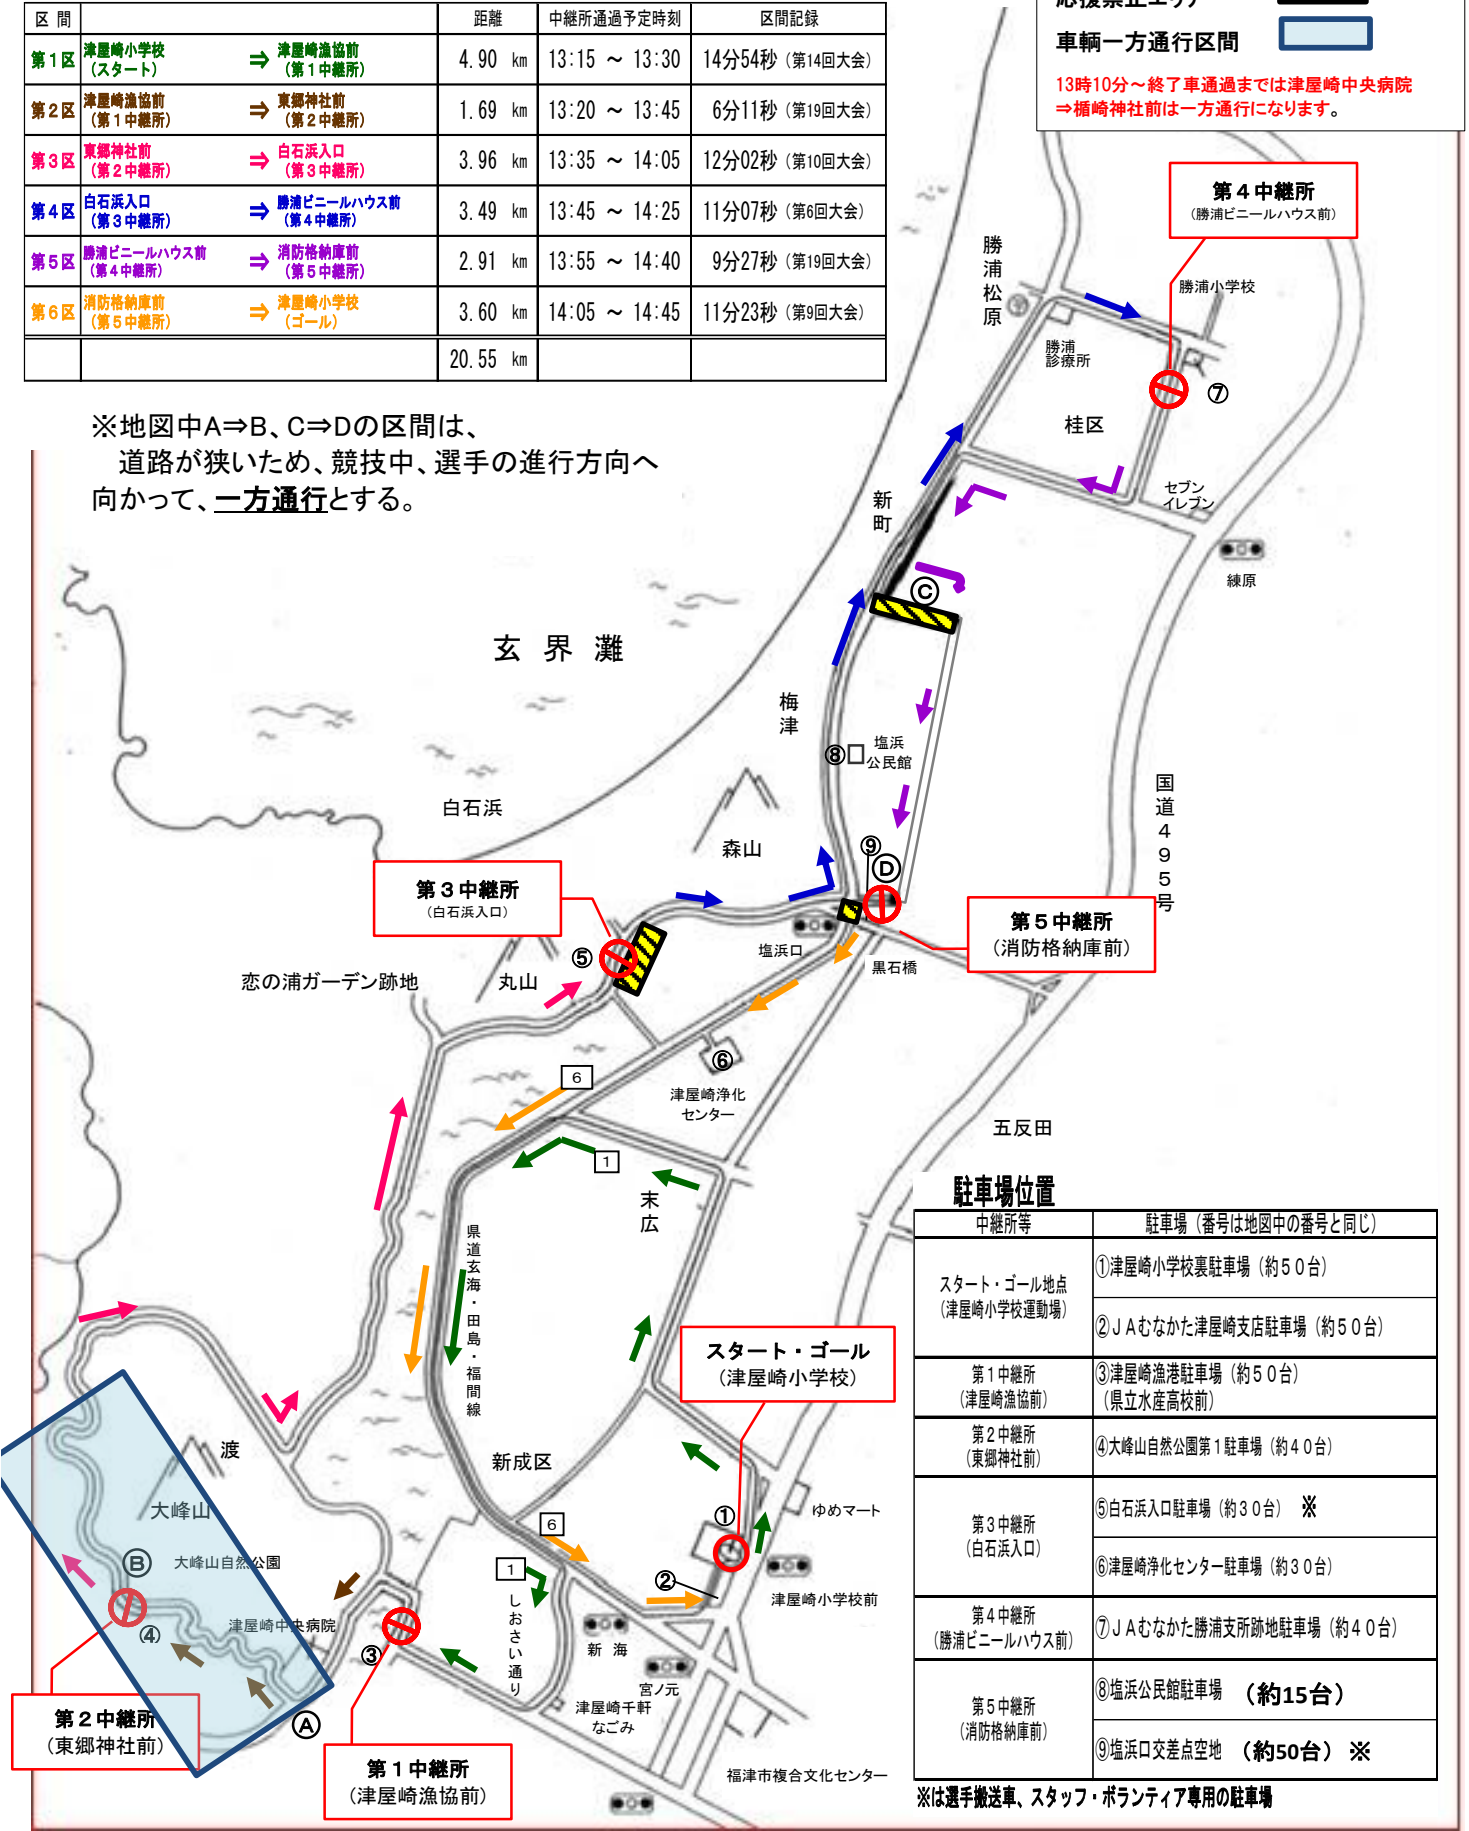 区 間 距離 中継所通過予定時刻 区間記録
第1区 津屋崎小学校（スタート） ⇒ 津屋崎漁協前（第1中継所） 4.90 km 13:15 ～ 13:30 14分54秒（第14回大会）
第2区 津屋崎漁協前（第1中継所） ⇒ 東郷神社前（第2中継所） 1.69 km 13:20 ～ 13:45 6分11秒（第19回大会）
第3区 東郷神社前（第2中継所） ⇒ 白石浜入口（第3中継所） 3.96 km 13:35 ～ 14:05 12分02秒（第10回大会）
第4区 白石浜入口（第3中継所） ⇒ 勝浦ビニールハウス前（第4中継所） 3.49 km 13:45 ～ 14:25 11分07秒（第6回大会）
第5区 勝浦ビニールハウス前（第4中継所） ⇒ 消防格納庫前（第5中継所） 2.91 km 13:55 ～ 14:40 9分27秒（第19回大会）
第6区 消防格納庫前（第5中継所） ⇒ 津屋崎小学校（ゴール） 3.60 km 14:05 ～ 14:45 11分23秒（第9回大会）
20.55 km
応援禁止エリア
車輌一方通行区間
13時10分～終了車通過までは津屋崎中央病院
⇒楯崎神社前は一方通行になります。
※地図中A⇒B、C⇒Dの区間は、
道路が狭いため、競技中、選手の進行方向へ
向かって、一方通行とする。
第４中継所
（勝浦ビニールハウス前）
勝浦松原
勝浦小学校
勝浦
診療所
⑦
桂区
セブン
イレブン
新町
練原
Ⓒ
玄 界 灘
梅津
⑧
塩浜
公民館
国道４９５号
白石浜
森山
⑨
Ⓓ
第３中継所
（白石浜入口）
第５中継所
（消防格納庫前）
⑤
塩浜口
黒石橋
恋の浦ガーデン跡地
丸山
⑥
6
津屋崎浄化
センター
五反田
1
末広
県道玄海・田島・福間線
スタート・ゴール
（津屋崎小学校）
渡
新成区
大峰山
①
ゆめマート
6
Ⓑ
大峰山自然公園
1
②
津屋崎小学校前
しおさい通り
津屋崎中央病院
④
③
新 海
宮ノ元
第２中継所
（東郷神社前）
Ⓐ
津屋崎千軒
なごみ
第１中継所
（津屋崎漁協前）
福津市複合文化センター
駐車場位置
中継所等 駐車場（番号は地図中の番号と同じ）
スタート・ゴール地点
（津屋崎小学校運動場）
①津屋崎小学校裏駐車場（約５０台）
②ＪＡむなかた津屋崎支店駐車場（約５０台）
第１中継所
（津屋崎漁協前）
③津屋崎漁港駐車場（約５０台）
（県立水産高校前）
第２中継所
（東郷神社前）
④大峰山自然公園第１駐車場（約４０台）
第３中継所
（白石浜入口）
⑤白石浜入口駐車場（約３０台） ※
⑥津屋崎浄化センター駐車場（約３０台）
第４中継所
（勝浦ビニールハウス前）
⑦ＪＡむなかた勝浦支所跡地駐車場（約４０台）
第５中継所
（消防格納庫前）
⑧塩浜公民館駐車場 （約15台）
⑨塩浜口交差点空地 （約50台） ※
※は選手搬送車、スタッフ・ボランティア専用の駐車場